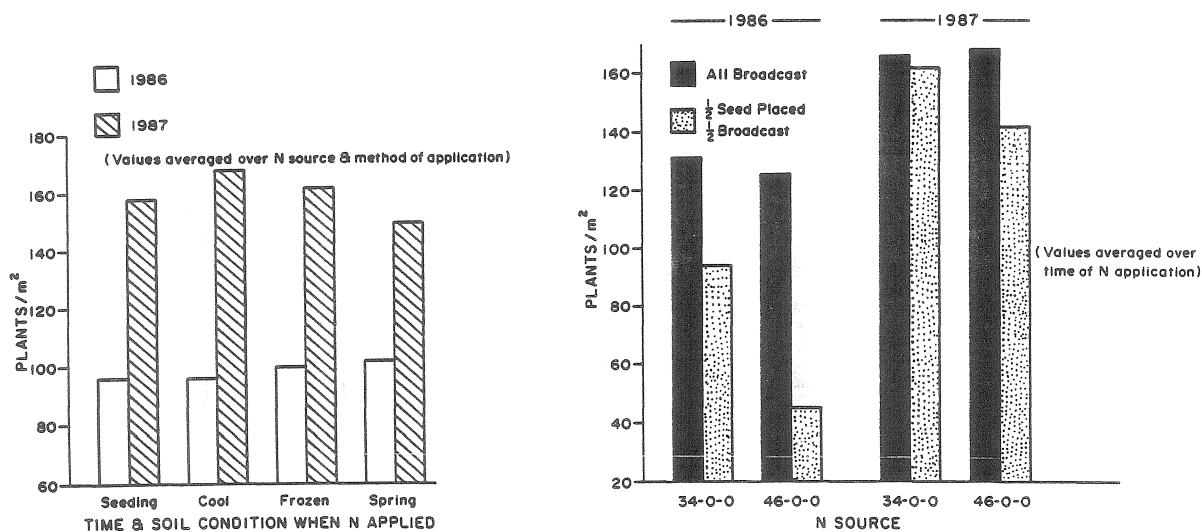 1986
1987
(Values averaged over N source & method of application)
180
160
140
120
100
80
60
PLANTS/m²
Seeding Cool Frozen Spring
TIME & SOIL CONDITION WHEN N APPLIED
1986 1987
All Broadcast
½ Seed Placed
½ Broadcast
160
140
120
100
80
60
40
20
PLANTS/m²
(Values averaged over
time of N application)
34-0-0 46-0-0 34-0-0 46-0-0
N SOURCE